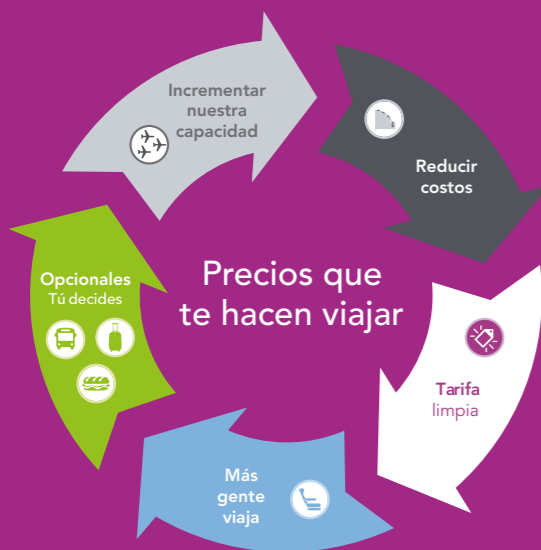 Incrementar
nuestra
capacidad
Reducir
costos
Precios que
te hacen viajar
Opcionales
Tú decides
Tarifa
limpia
Más
gente
viaja